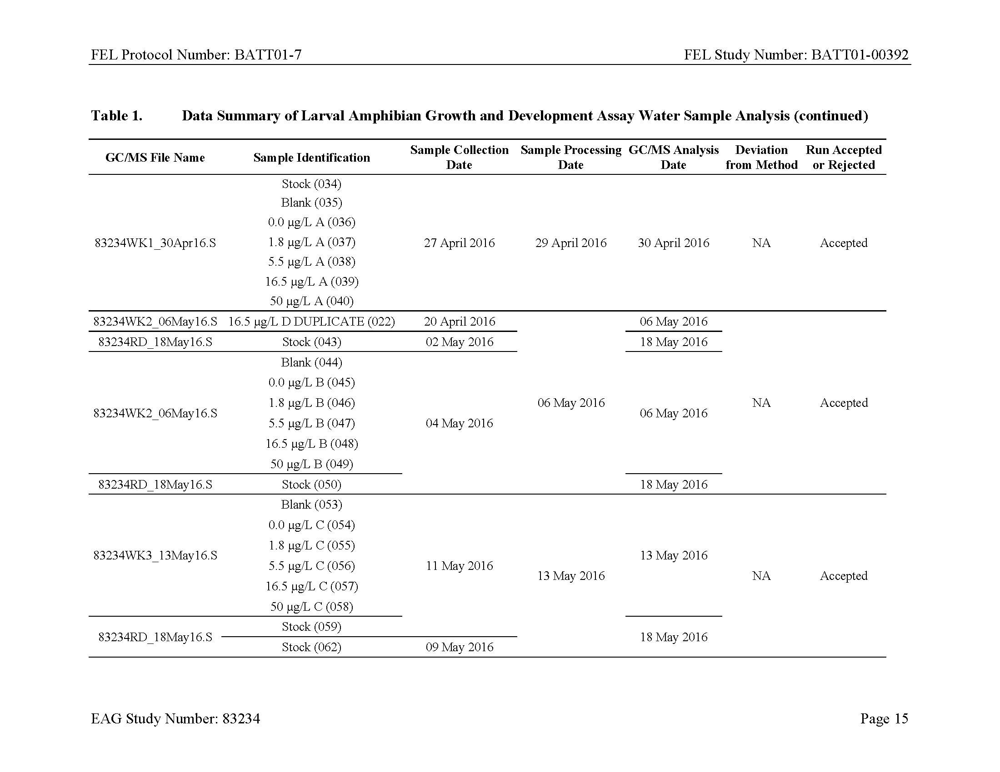 FEL Protocol Number: BATT01-7 FEL Study Number: BATT01-00392
Table 1. Data Summary of Larval Amphibian Growth and Development Assay Water Sample Analysis (continued)
GC/MS File Name Sample Identification Sample Collection Date Sample Processing Date GC/MS Analysis Date Deviation from Method Run Accepted or Rejected
Stock (034)
Blank (035)
0.0 µg/L A (036)
83234WK1_30Apr16.S 1.8 µg/L A (037) 27 April 2016 29 April 2016 30 April 2016 NA Accepted
5.5 µg/L A (038)
16.5 µg/L A (039)
50 µg/L A (040)
83234WK2_06May16.S 16.5 µg/L D DUPLICATE (022) 20 April 2016 06 May 2016
83234RD_18May16.S Stock (043) 02 May 2016 18 May 2016
Blank (044)
0.0 µg/L B (045)
1.8 µg/L B (046) 06 May 2016 NA Accepted
83234WK2_06May16.S 06 May 2016
5.5 µg/L B (047) 04 May 2016
16.5 µg/L B (048)
50 µg/L B (049)
83234RD_18May16.S Stock (050) 18 May 2016
Blank (053)
0.0 µg/L C (054)
1.8 µg/L C (055)
83234WK3_13May16.S 13 May 2016
5.5 µg/L C (056) 11 May 2016
13 May 2016 NA Accepted
16.5 µg/L C (057)
50 µg/L C (058)
Stock (059)
83234RD_18May16.S 18 May 2016
Stock (062) 09 May 2016
EAG Study Number: 83234 Page 15